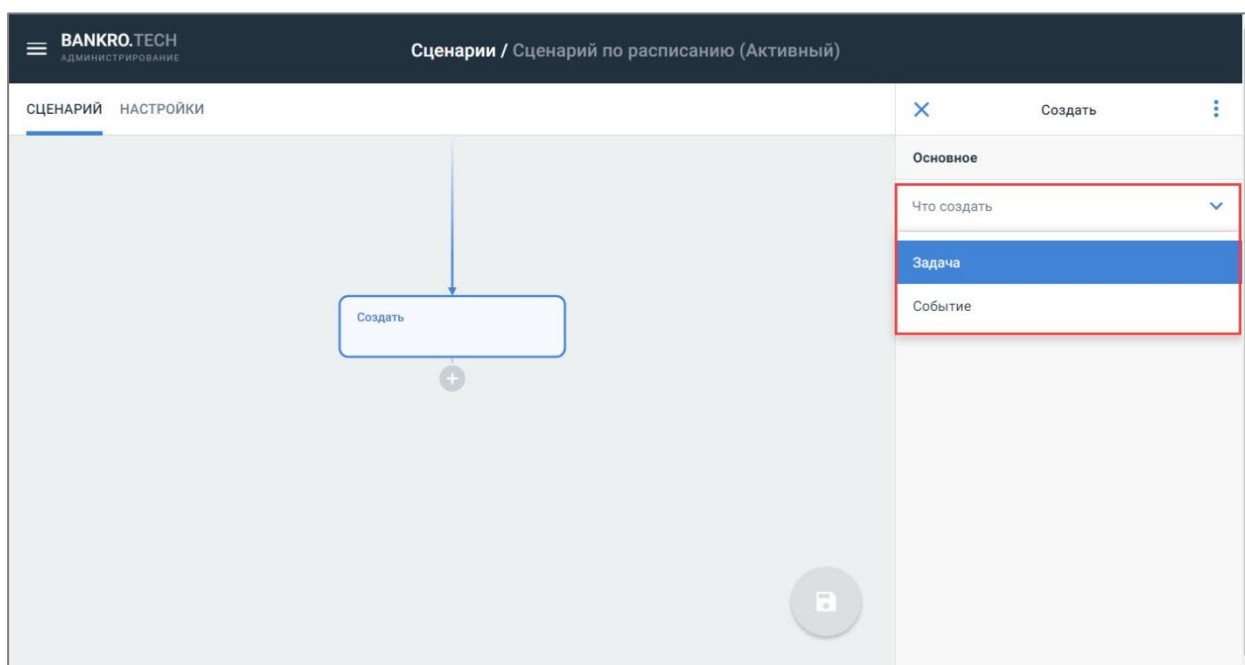 BANKRO.TECH
АДМИНИСТРИРОВАНИЕ
Сценарии / Сценарий по расписанию (Активный)
СЦЕНАРИЙ НАСТРОЙКИ
Создать
Основное
Что создать
Задача
Событие
Создать